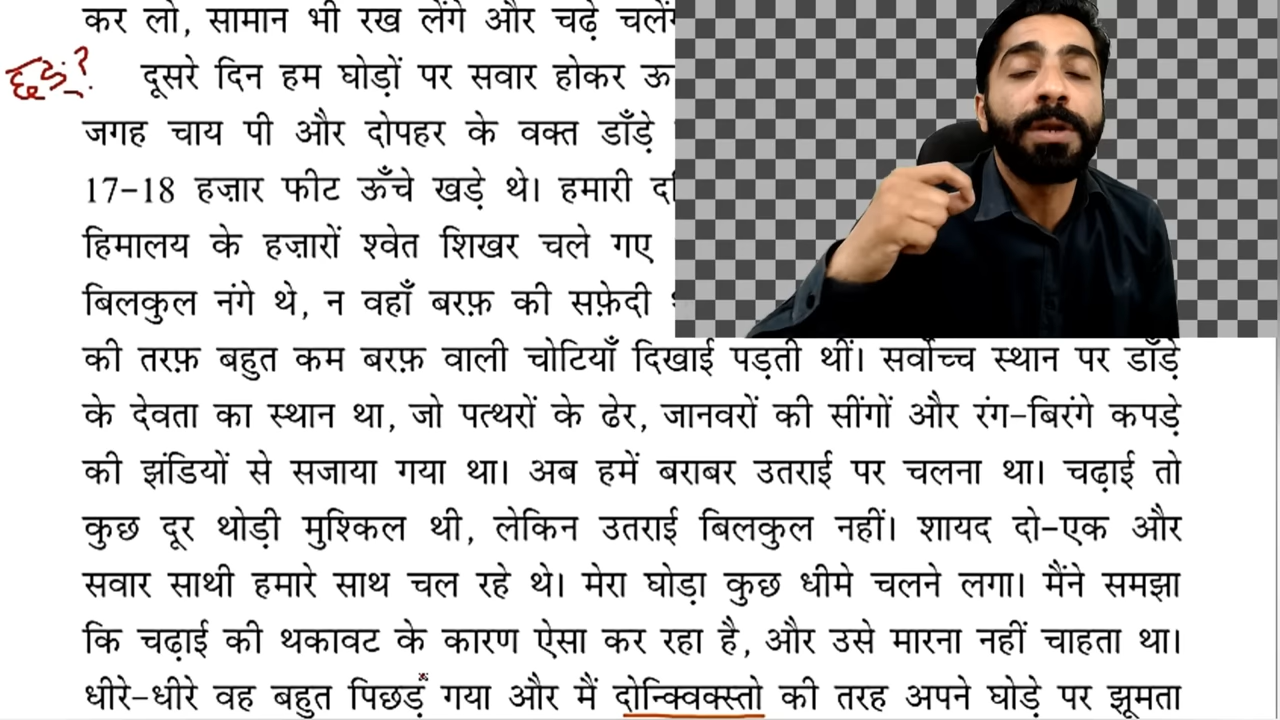 कर लो, सामान भी रख लेंगे और चढ़े
दूसरे दिन हम घोड़ों पर सवार होकर
जगह चाय पी और दोपहर के वक्त डाँड़े
17-18 हज़ार फीट ऊँचे खड़े थे। हमारी
हिमालय के हज़ारों श्वेत शिखर चले गए
बिलकुल नंगे थे, न वहाँ बरफ़ की सफ़ेदी
की तरफ़ बहुत कम बरफ़ वाली चोटियाँ दिखाई पड़ती थीं। सर्वोच्च स्थान पर डाँड़े
के देवता का स्थान था, जो पत्थरों के ढेर, जानवरों की सींगों और रंग-बिरंगे कपड़े
की झंडियों से सजाया गया था। अब हमें बराबर उतराई पर चलना था। चढ़ाई तो
कुछ दूर थोड़ी मुश्किल थी, लेकिन उतराई बिलकुल नहीं। शायद दो-एक और
सवार साथी हमारे साथ चल रहे थे। मेरा घोड़ा कुछ धीमे चलने लगा। मैंने समझा
कि चढ़ाई की थकावट के कारण ऐसा कर रहा है, और उसे मारना नहीं चाहता था।
धीरे-धीरे वह बहुत पिछड़ गया और मैं दोन्क्विक्स्तो की तरह अपने घोड़े पर झूमता